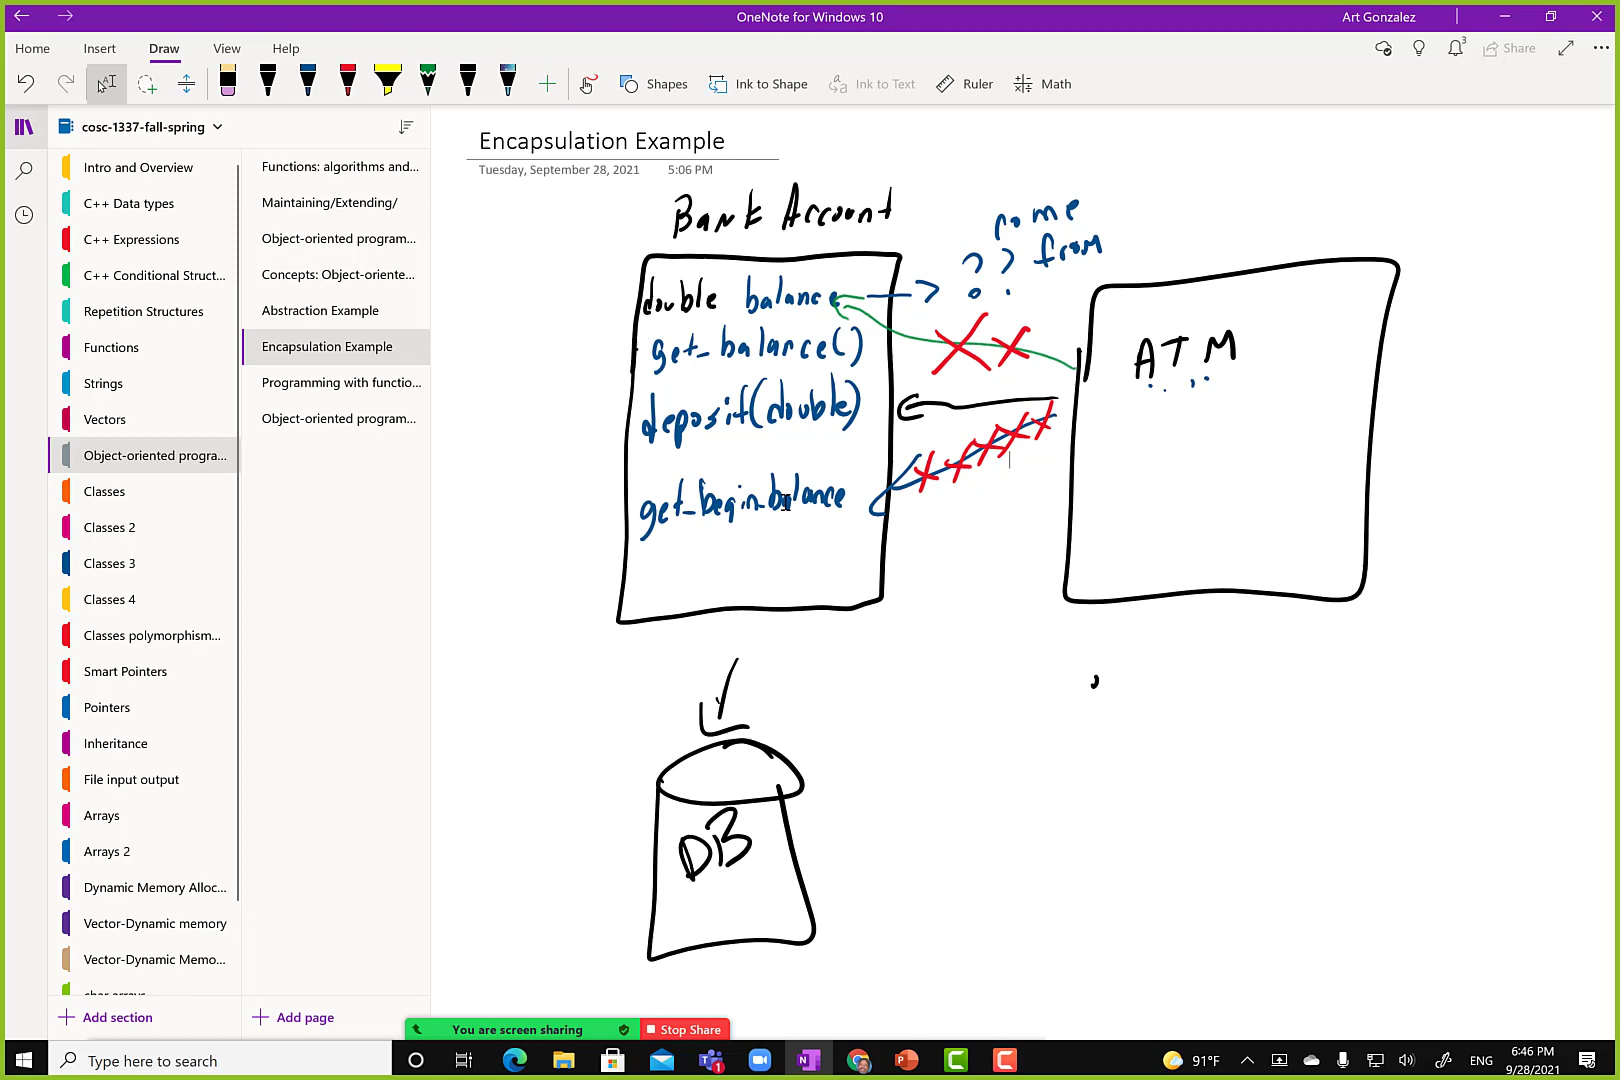 OneNote for Windows 10
Art Gonzalez
Home
Insert
Draw
View
Help
3
Share
Shapes
Ink to Shape
Ink to Text
Ruler
Math
cosc-1337-fall-spring
Intro and Overview
C++ Data types
C++ Expressions
C++ Conditional Struct...
Repetition Structures
Functions
Strings
Vectors
Object-oriented progra...
Classes
Classes 2
Classes 3
Classes 4
Classes polymorphism...
Smart Pointers
Pointers
Inheritance
File input output
Arrays
Arrays 2
Dynamic Memory Alloc...
Vector-Dynamic memory
Vector-Dynamic Memo...
char arrays
Add section
Functions: algorithms and...
Maintaining/Extending/
Object-oriented program...
Concepts: Object-oriente...
Abstraction Example
Encapsulation Example
Programming with functio...
Object-oriented program...
Add page
Encapsulation Example
Tuesday, September 28, 2021 5:06 PM
Bank Account
double balance
get_balance()
deposit(double)
get_begin_balance
? ?
come
from
ATM
DB
You are screen sharing
Stop Share
Type here to search
1
91°F
ENG
6:46 PM
9/28/2021